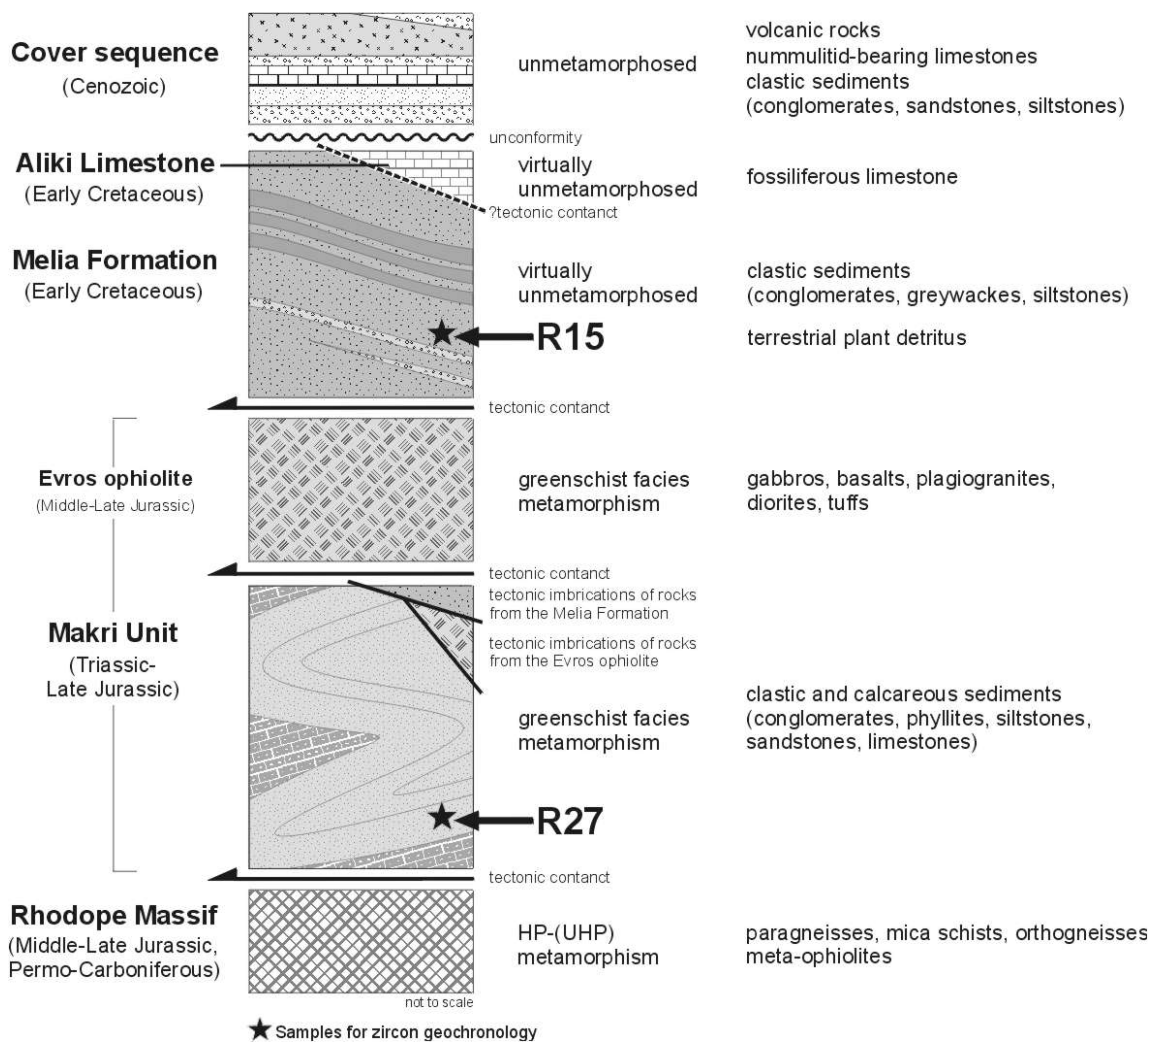 Cover sequence
(Cenozoic)
unmetamorphosed
volcanic rocks
nummulitid-bearing limestones
clastic sediments
(conglomerates, sandstones, siltstones)
unconformity
Aliki Limestone
(Early Cretaceous)
virtually
unmetamorphosed
fossiliferous limestone
?tectonic contanct
Melia Formation
(Early Cretaceous)
virtually
unmetamorphosed
clastic sediments
(conglomerates, greywackes, siltstones)
R15
terrestrial plant detritus
tectonic contanct
Evros ophiolite
(Middle-Late Jurassic)
greenschist facies
metamorphism
gabbros, basalts, plagiogranites,
diorites, tuffs
tectonic contanct
tectonic imbrications of rocks
from the Melia Formation
tectonic imbrications of rocks
from the Evros ophiolite
Makri Unit
(Triassic-
Late Jurassic)
greenschist facies
metamorphism
clastic and calcareous sediments
(conglomerates, phyllites, siltstones,
sandstones, limestones)
R27
tectonic contanct
Rhodope Massif
(Middle-Late Jurassic,
Permo-Carboniferous)
HP-(UHP)
metamorphism
paragneisses, mica schists, orthogneisses
meta-ophiolites
not to scale
Samples for zircon geochronology